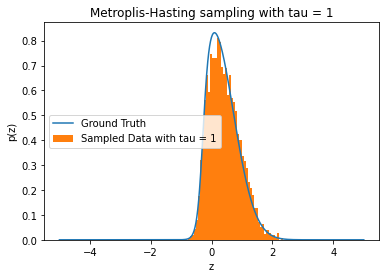 Metroplis-Hasting sampling with tau = 1
p(z)
0.8
0.7
0.6
0.5
0.4
0.3
0.2
0.1
0.0
Ground Truth
Sampled Data with tau = 1
−4
−2
0
2
4
z